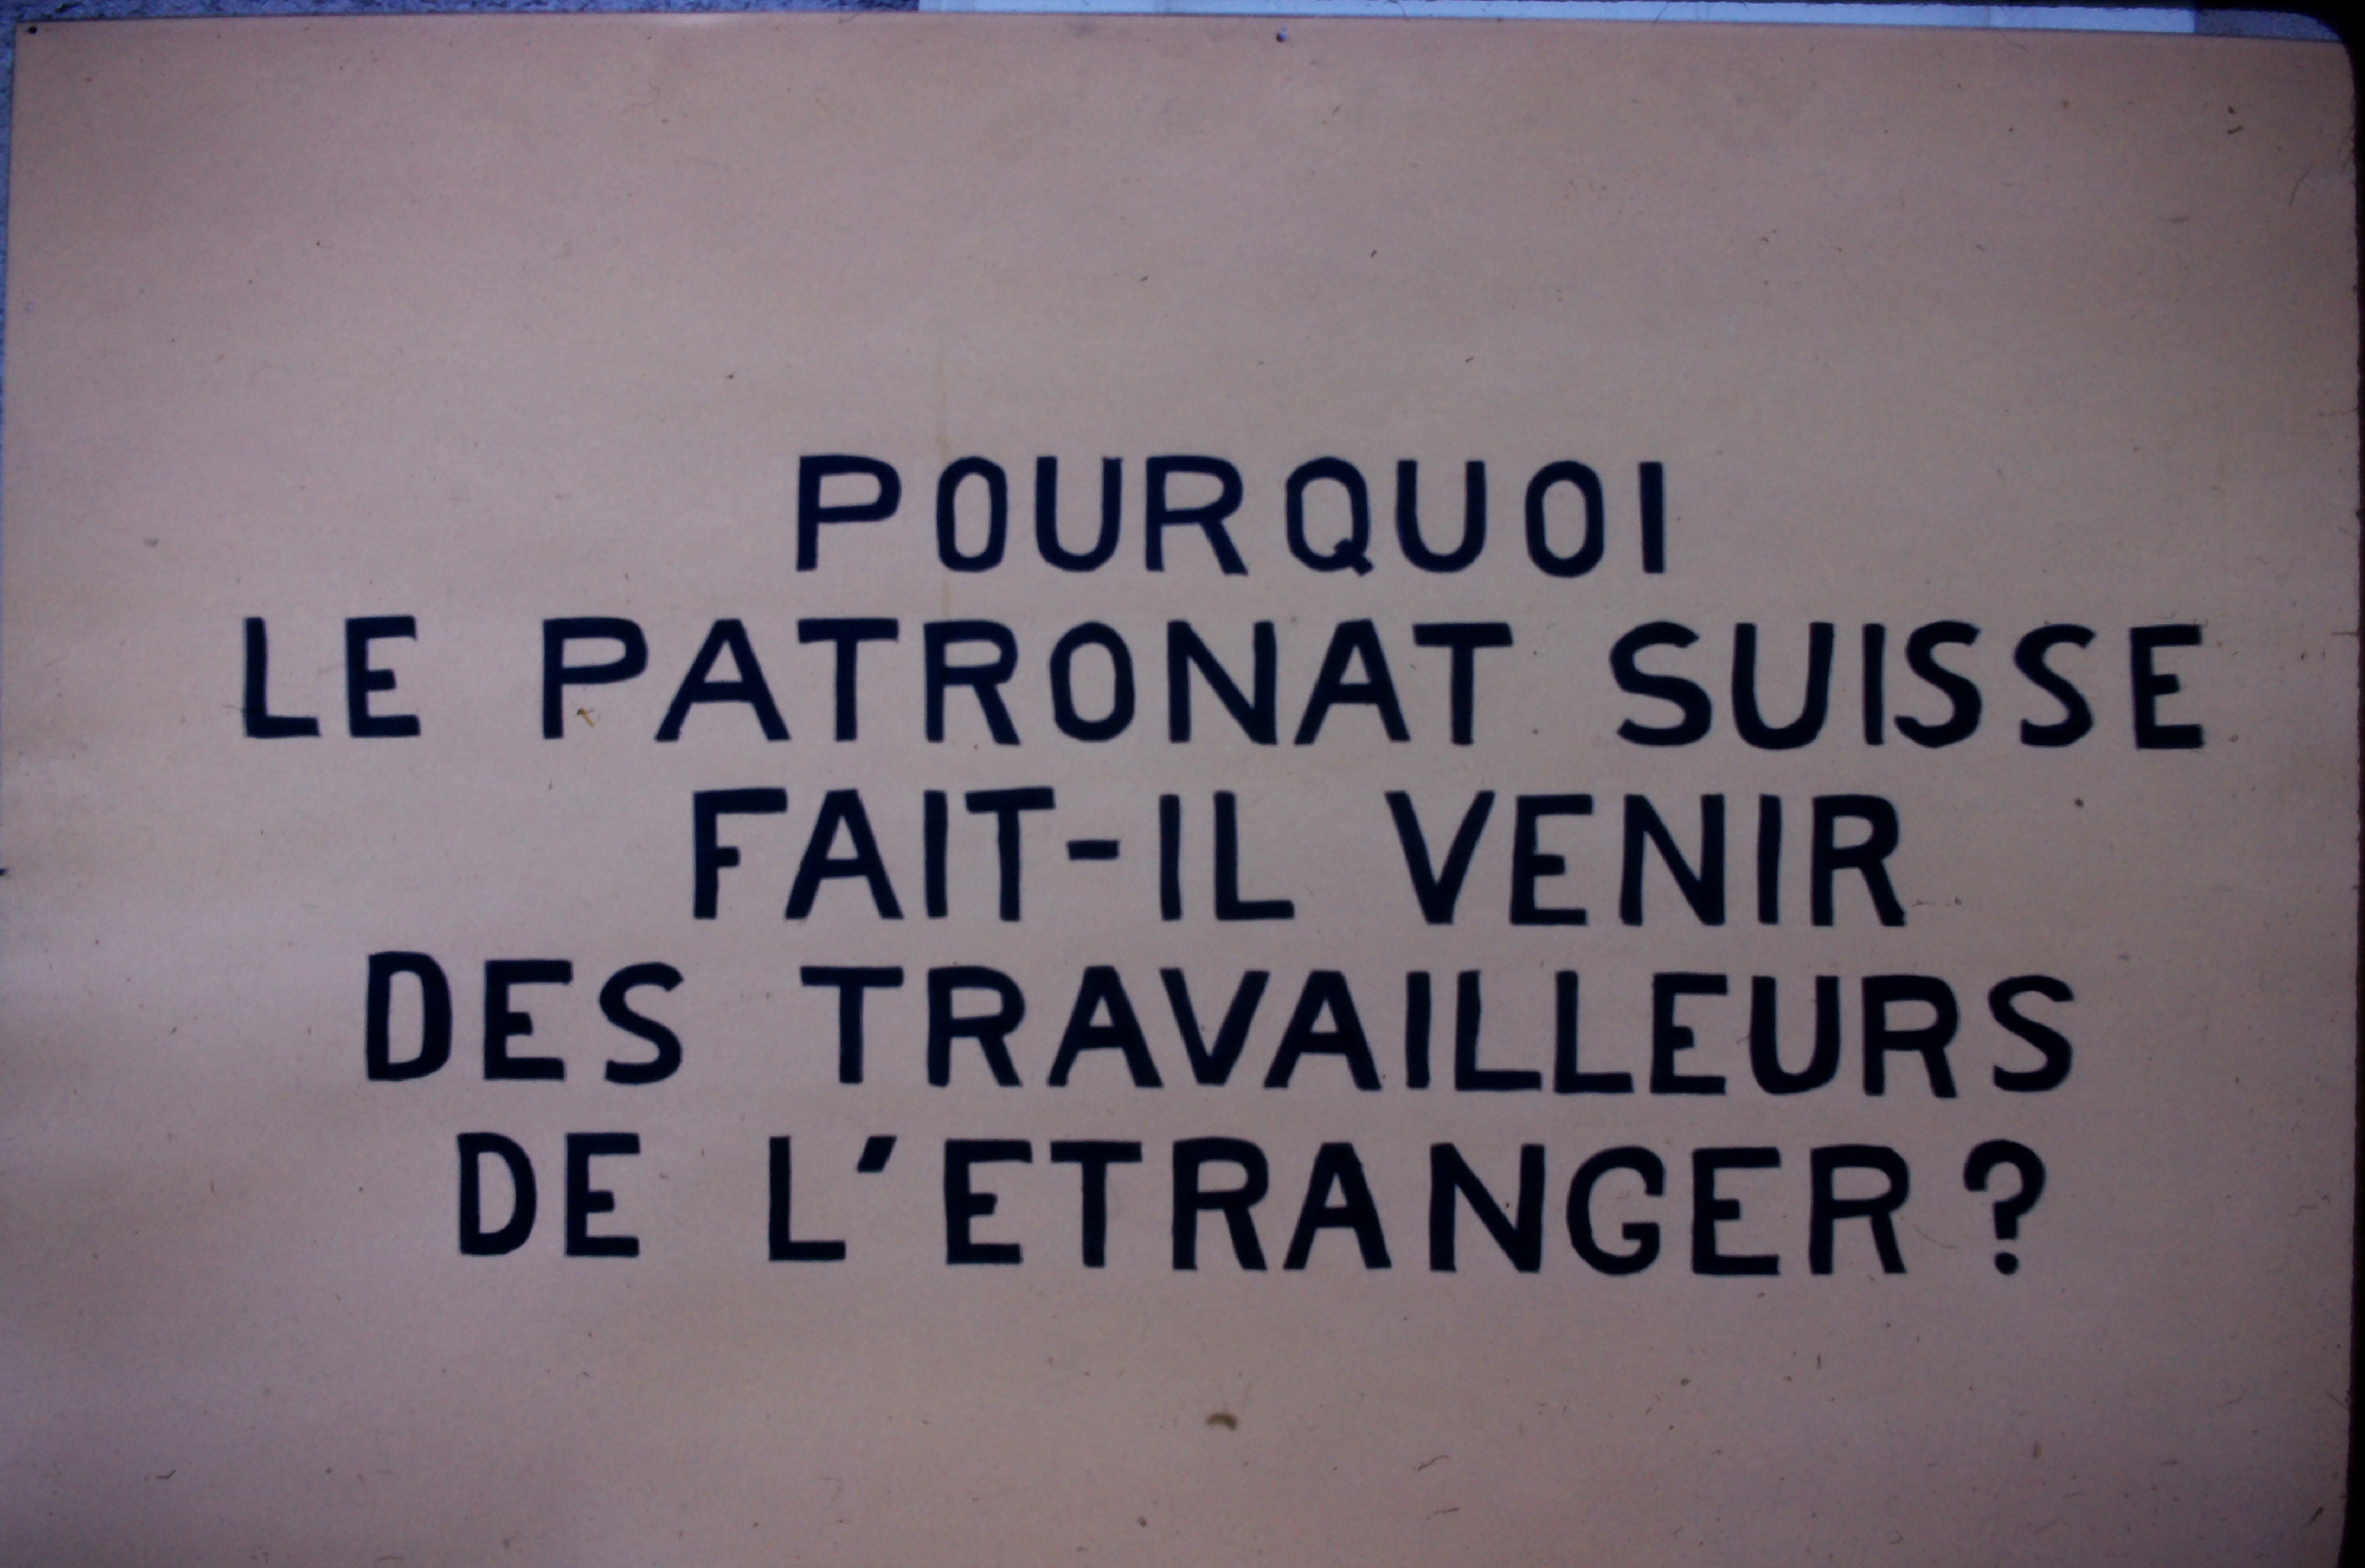 POURQUOI
LE PATRONAT SUISSE
FAIT-IL VENIR
DES TRAVAILLEURS
DE L'ETRANGER ?